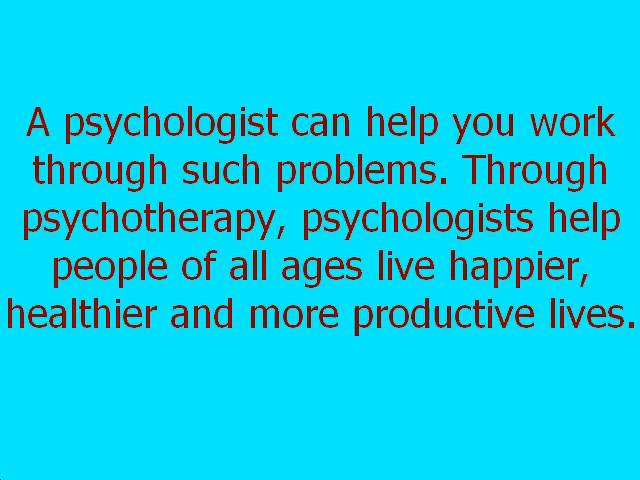 A psychologist can help you work
through such problems. Through
psychotherapy, psychologists help
people of all ages live happier,
healthier and more productive lives.